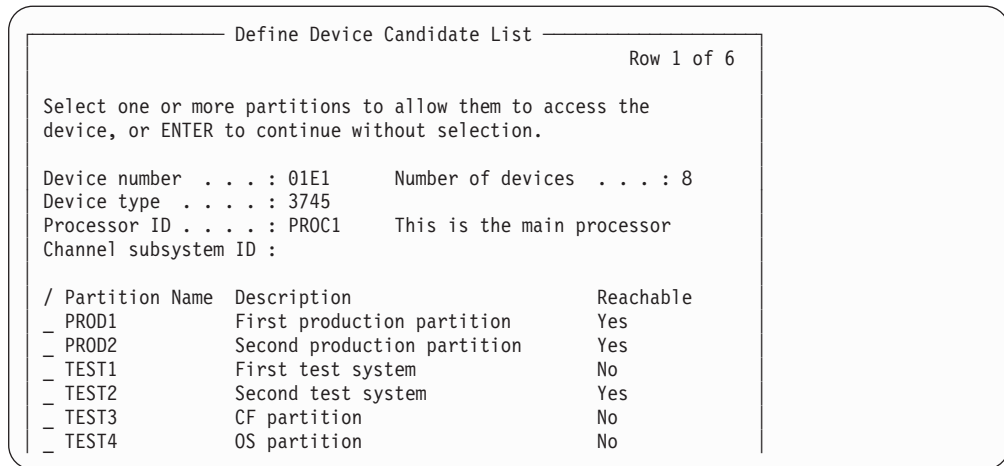 Define Device Candidate List
Row 1 of 6
Select one or more partitions to allow them to access the
device, or ENTER to continue without selection.
Device number . . . : 01E1 Number of devices . . . : 8
Device type . . . . : 3745
Processor ID . . . . : PROC1 This is the main processor
Channel subsystem ID :
/ Partition Name Description Reachable
_ PROD1 First production partition Yes
_ PROD2 Second production partition Yes
_ TEST1 First test system No
_ TEST2 Second test system Yes
_ TEST3 CF partition No
_ TEST4 OS partition No